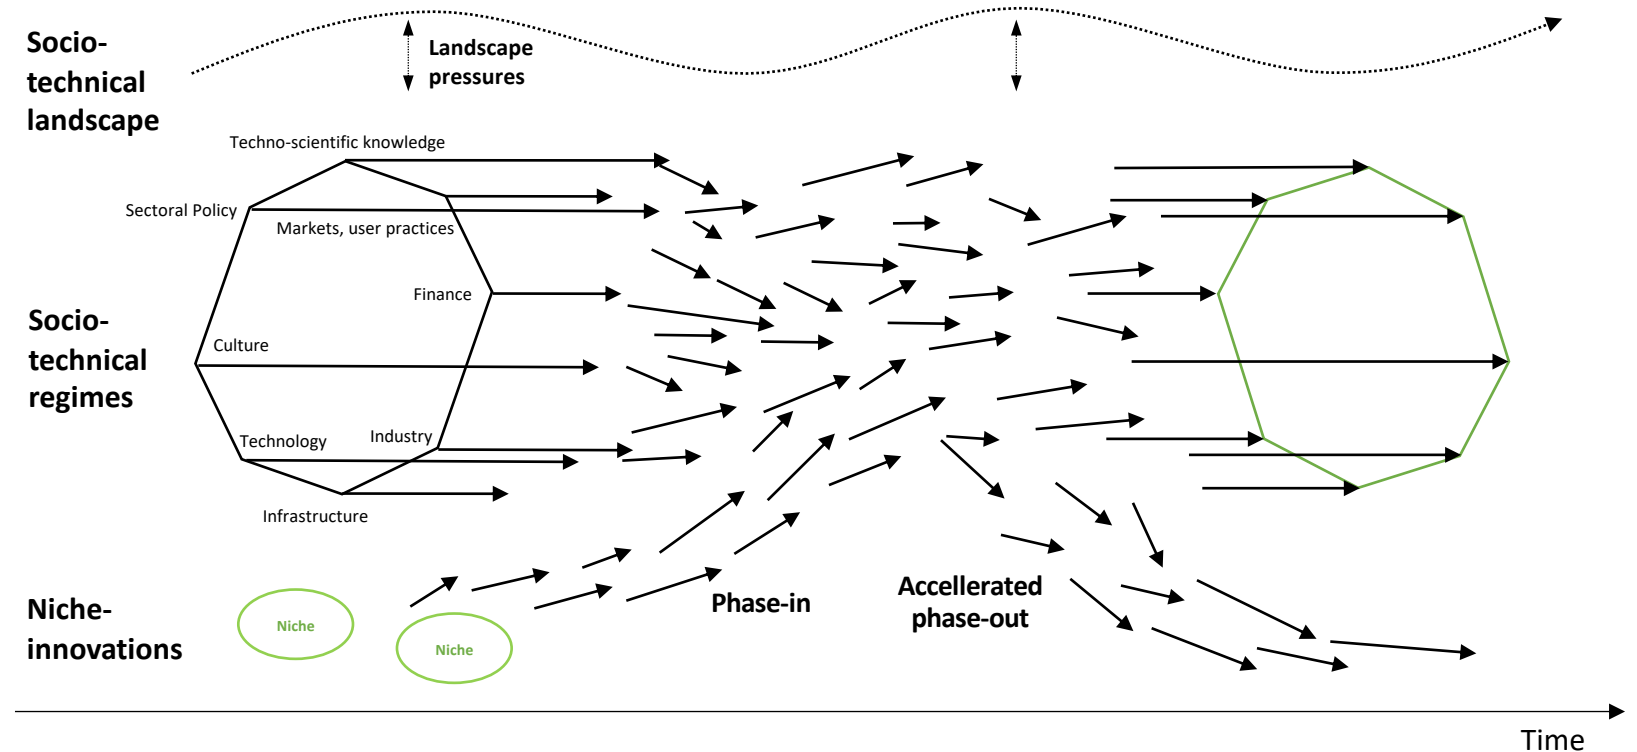 Socio-
technical
landscape
Landscape
pressures
Techno-scientific knowledge
Sectoral Policy
Markets, user practices
Finance
Socio-
technical
regimes
Culture
Technology
Industry
Infrastructure
Niche-
innovations
Niche
Niche
Phase-in
Accellerated
phase-out
Time